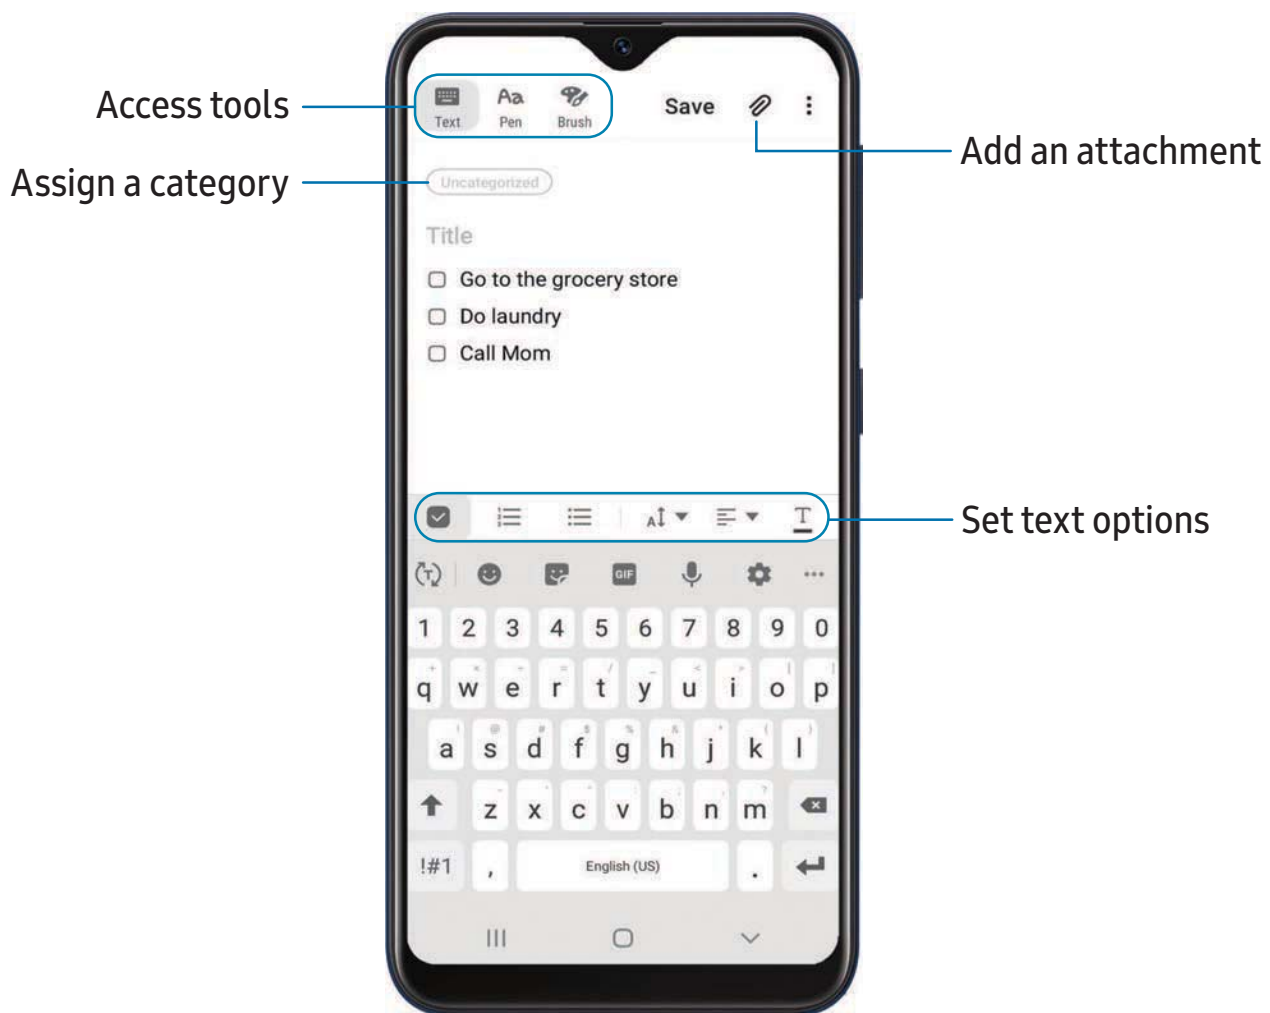 Access tools
Assign a category
Add an attachment
Set text options
Text
Aa
Pen
Brush
Save
Uncategorized
Title
Go to the grocery store
Do laundry
Call Mom
A
T
T
GIF
1 2 3 4 5 6 7 8 9 0
q w e r t y u i o p
a s d f g h j k l
z x c v b n m
!#1 , English (US) .